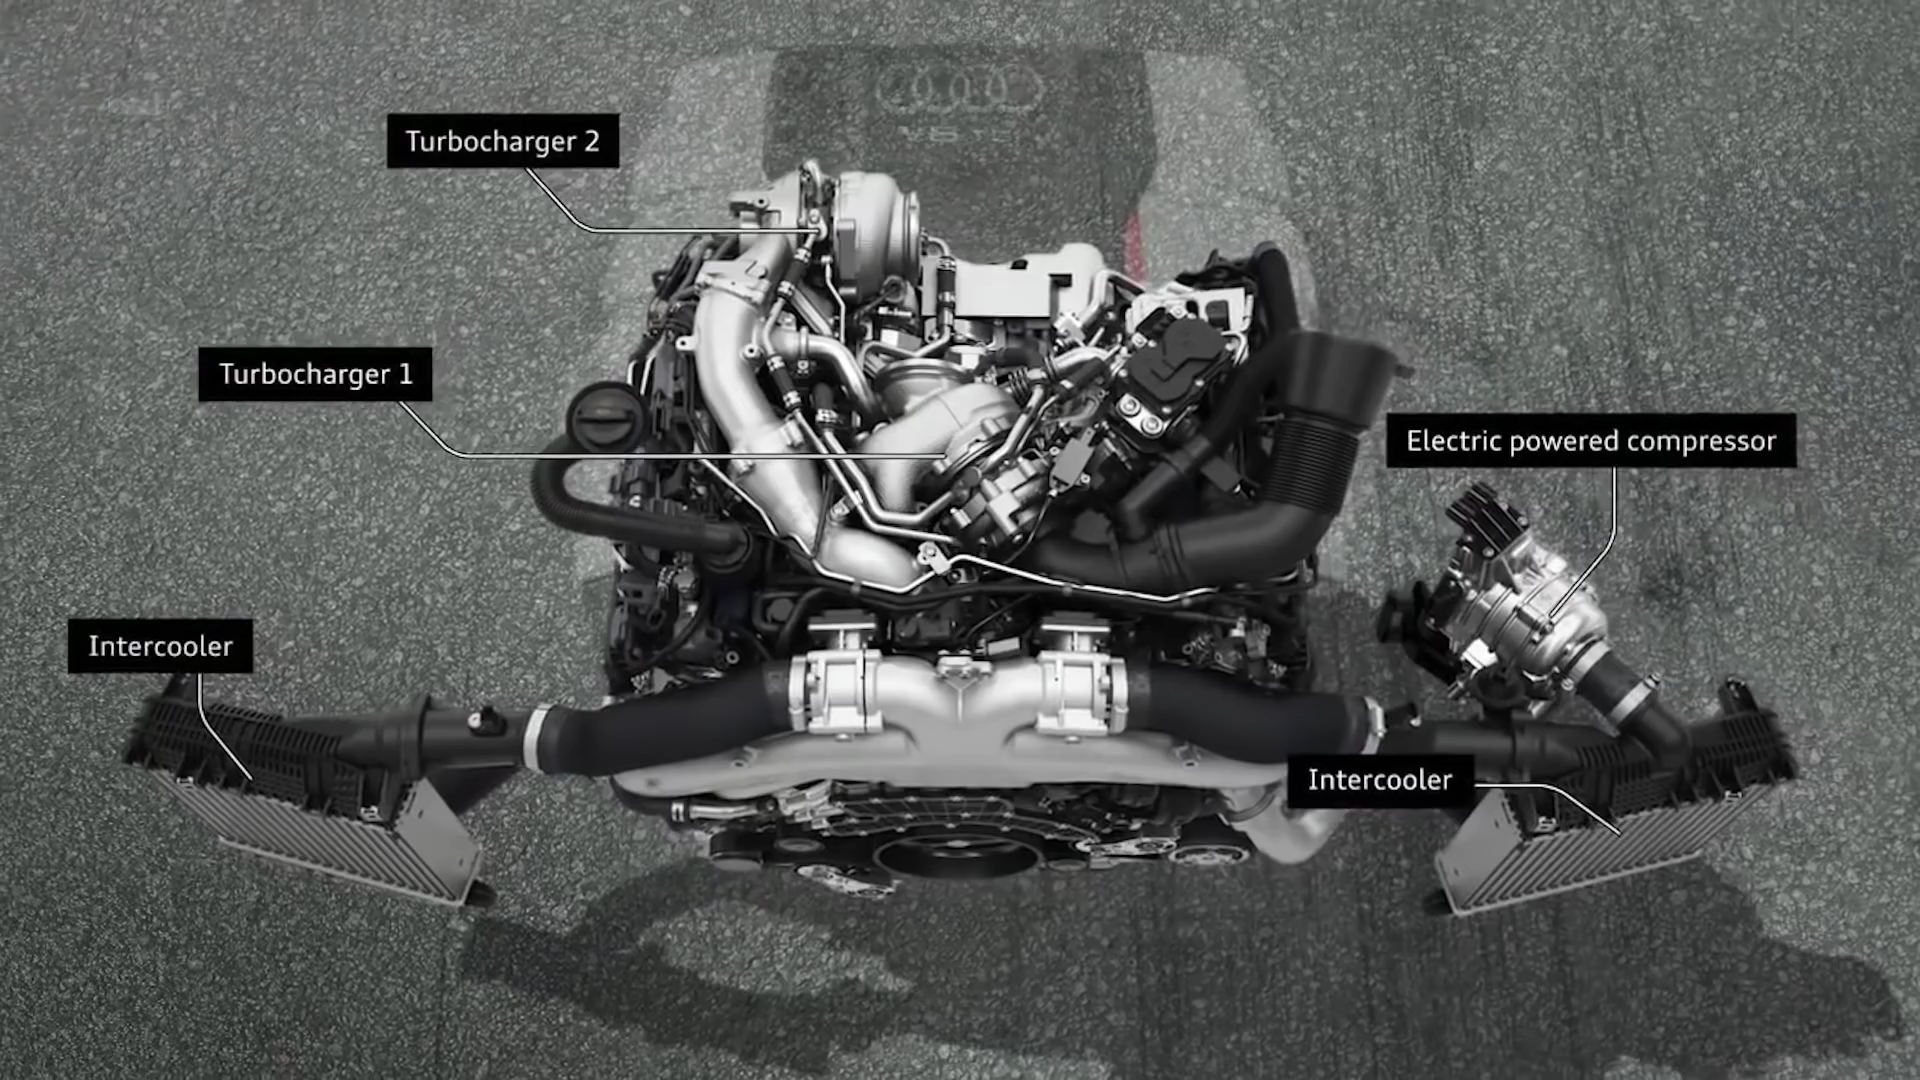 Turbocharger 2
Turbocharger 1
Electric powered compressor
Intercooler
Intercooler